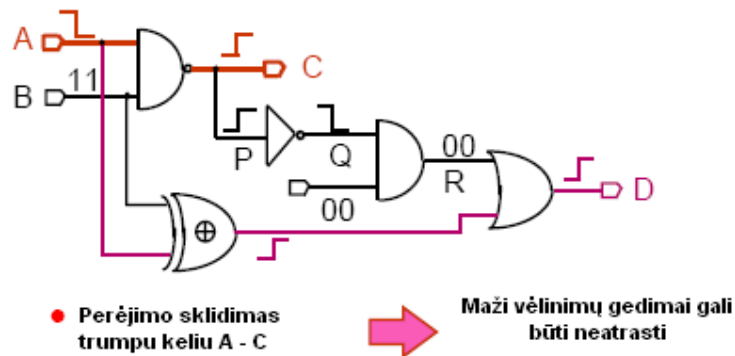 A
C
B
11
P
Q
00
R
00
D
Perėjimo sklidimas
trumpu keliu A - C
Maži vėlinimų gedimai gali
būti neatrasti